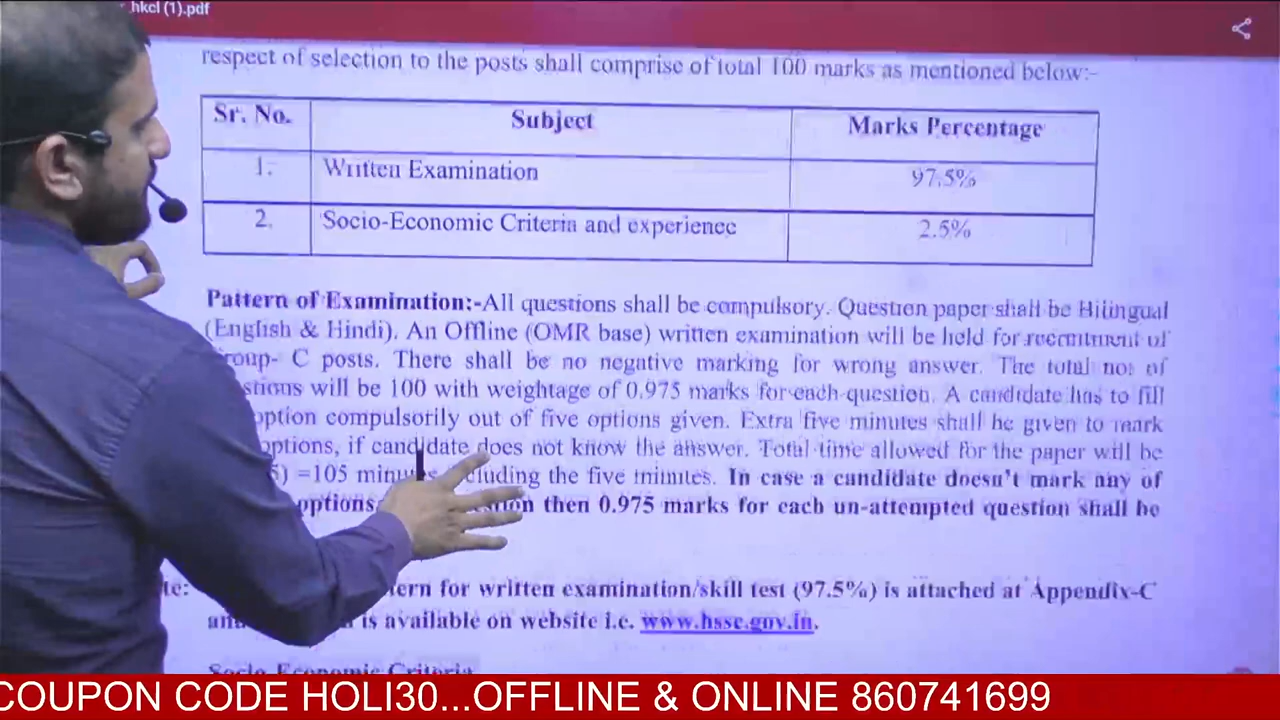 hkcl (1).pdf
respect of selection to the posts shall comprise of total 100 marks as mentioned below:-
Sr. No. Subject Marks Percentage
1. Written Examination 97.5%
2. Socio-Economic Criteria and experience 2.5%
Pattern of Examination:-All questions shall be compulsory. Question paper shall be Bilingual
(English & Hindi). An Offline (OMR base) written examination will be held for recruitment of
roup- C posts. There shall be no negative marking for wrong answer. The total no. of
stions will be 100 with weightage of 0.975 marks for each question. A candidate has to fill
option compulsorily out of five options given. Extra five minutes shall be given to mark
options, if candidate does not know the answer. Total time allowed for the paper will be
5) =105 minutes cluding the five minutes. In case a candidate doesn't mark any of
options then 0.975 marks for each un-attempted question shall be
te: ern for written examination/skill test (97.5%) is attached at Appendix-C
is available on website i.e. www.hssc.gov.in.
Socio-Economic Criteria
COUPON CODE HOLI30...OFFLINE & ONLINE 860741699